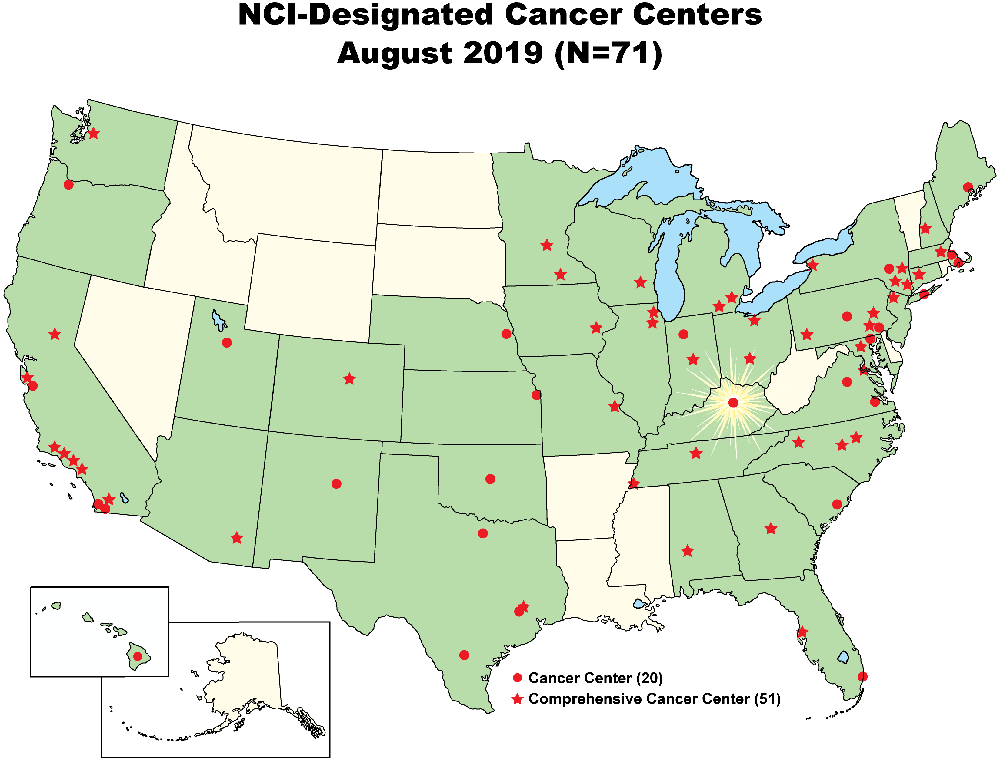 NCI-Designated Cancer Centers
August 2019 (N=71)
Cancer Center (20)
Comprehensive Cancer Center (51)